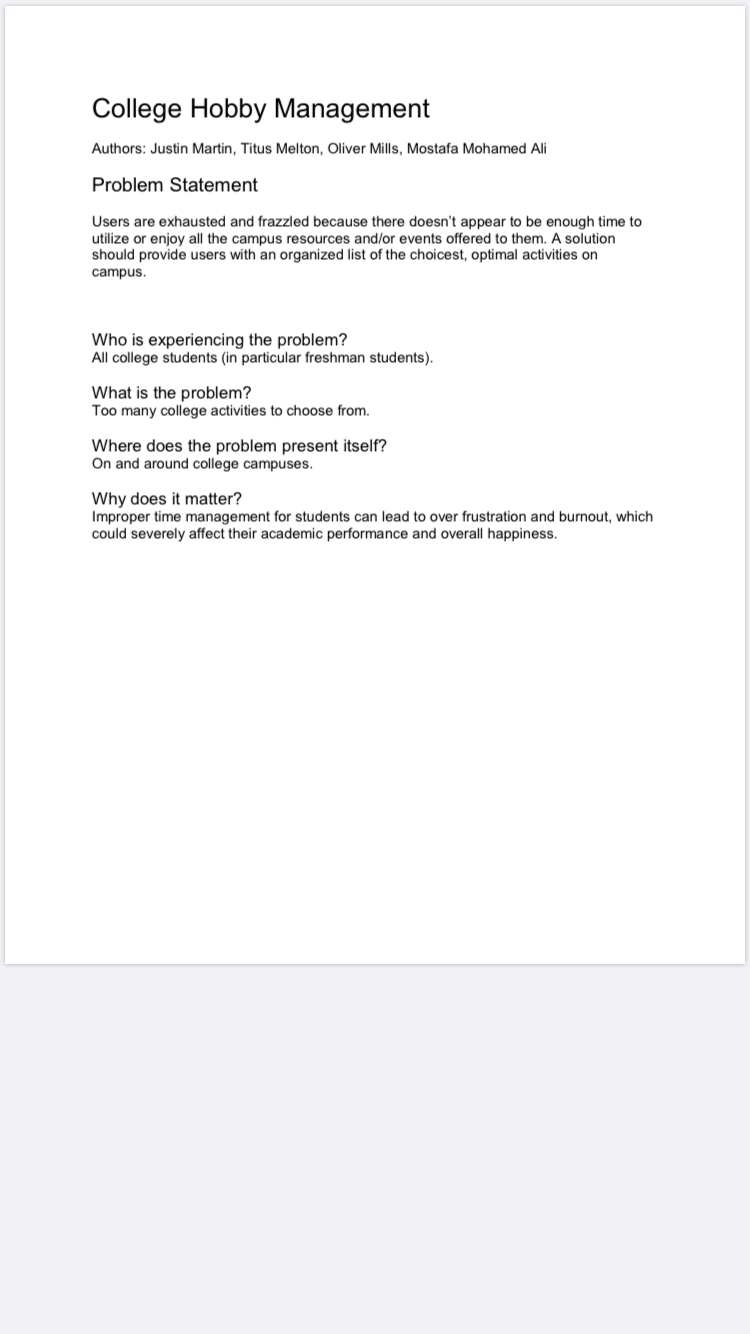 College Hobby Management
Authors: Justin Martin, Titus Melton, Oliver Mills, Mostafa Mohamed Ali
Problem Statement
Users are exhausted and frazzled because there doesn't appear to be enough time to
utilize or enjoy all the campus resources and/or events offered to them. A solution
should provide users with an organized list of the choicest, optimal activities on
campus.
Who is experiencing the problem?
All college students (in particular freshman students).
What is the problem?
Too many college activities to choose from.
Where does the problem present itself?
On and around college campuses.
Why does it matter?
Improper time management for students can lead to over frustration and burnout, which
could severely affect their academic performance and overall happiness.